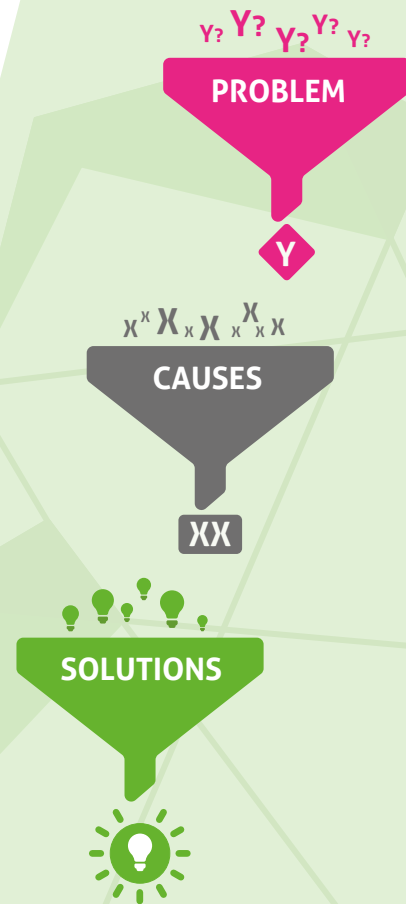 Y? Y? Y? Y? Y?
PROBLEM
Y
X X X X X X X X X
CAUSES
XX
SOLUTIONS